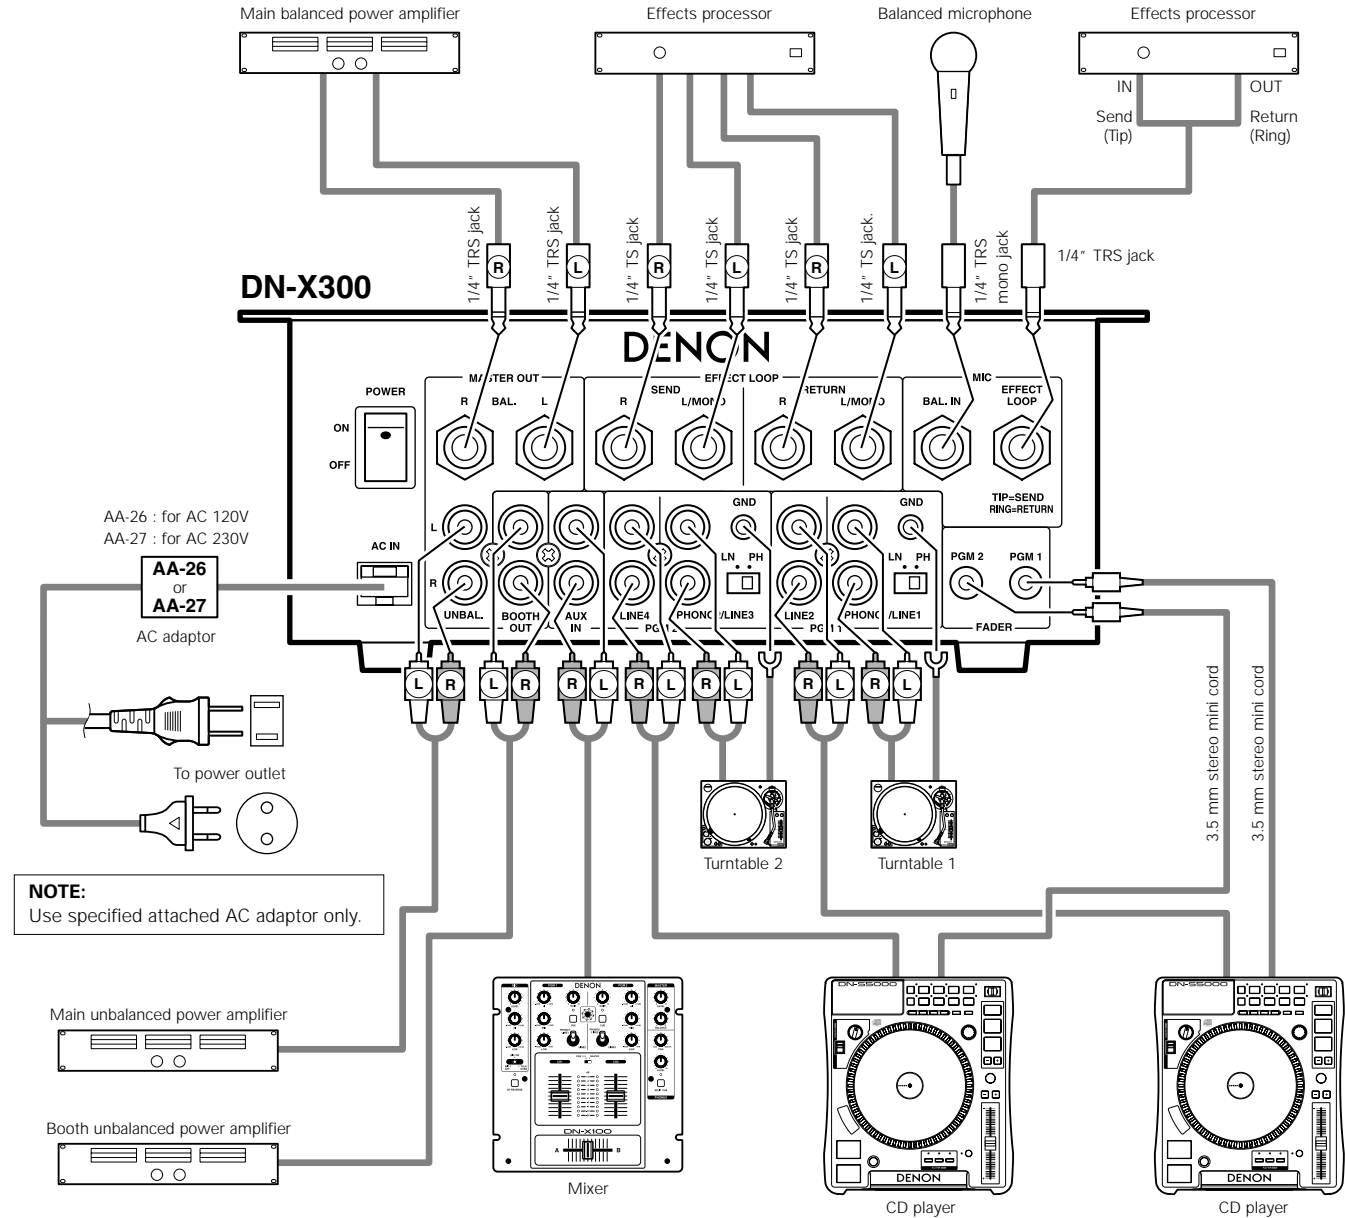 Main balanced power amplifier
Effects processor
Balanced microphone
Effects processor
IN
OUT
Send
(Tip)
Return
(Ring)
1/4" TRS jack
1/4" TRS jack
1/4" TS jack
1/4" TS jack
1/4" TS jack
1/4" TS jack.
1/4" TRS
mono jack
1/4" TRS jack
R
L
R
L
R
L
DN-X300
DENON
MASTER OUT
EFFECT LOOP
MIC
SEND
RETURN
R BAL. L
R L/MONO
R L/MONO
BAL. IN
EFFECT
LOOP
POWER
ON
OFF
TIP=SEND
RING=RETURN
GND
GND
AA-26 : for AC 120V
AA-27 : for AC 230V
AC IN
L
R
LN PH
LN PH
PGM 2
PGM 1
AA-26
or
AA-27
AC adaptor
UNBAL.
BOOTH
OUT
AUX
IN
LINE4
PHONO2/LINE3
PGM 2
LINE2
PHONO1/LINE1
PGM 1
FADER
L R L R R L R L R L R L R L
3.5 mm stereo mini cord
3.5 mm stereo mini cord
To power outlet
Turntable 2
Turntable 1
NOTE:
Use specified attached AC adaptor only.
Main unbalanced power amplifier
Booth unbalanced power amplifier
DENON
DN-X100
A B
Mixer
DN-S5000
DENON
CD player
DN-S5000
DENON
CD player